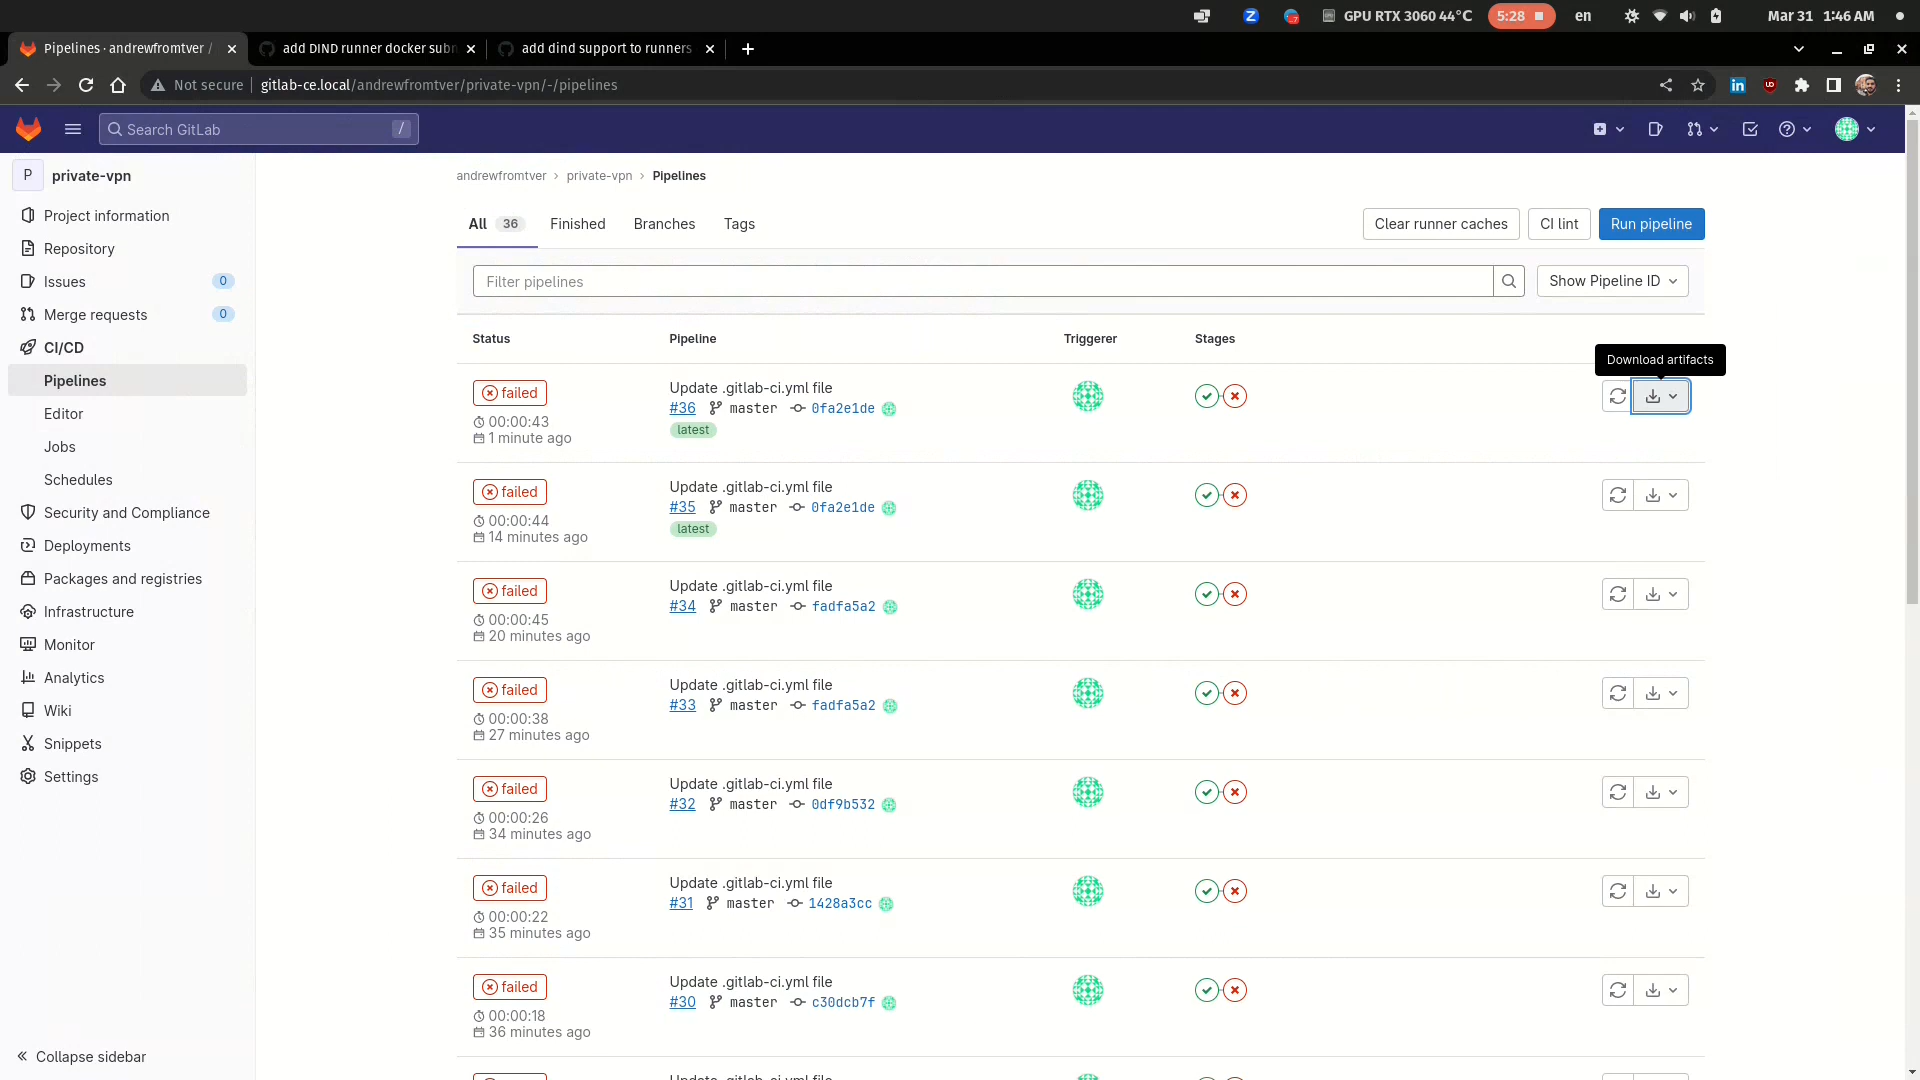 GPU RTX 3060 44°C 5:28 en Mar 31 1:46 AM
Pipelines · andrewfromtver / add DIND runner docker subm add dind support to runners
Not secure gitlab-ce.local/andrewfromtver/private-vpn/-/pipelines
Search GitLab /
P private-vpn
Project information
Repository
Issues 0
Merge requests 0
CI/CD
Pipelines
Editor
Jobs
Schedules
Security and Compliance
Deployments
Packages and registries
Infrastructure
Monitor
Analytics
Wiki
Snippets
Settings
Collapse sidebar
andrewfromtver › private-vpn › Pipelines
All 36 Finished Branches Tags Clear runner caches CI lint Run pipeline
Filter pipelines Show Pipeline ID
Status Pipeline Triggerer Stages
Download artifacts
failed Update .gitlab-ci.yml file
#36 master 0fa2e1de
00:00:43 latest
1 minute ago
failed Update .gitlab-ci.yml file
#35 master 0fa2e1de
00:00:44 latest
14 minutes ago
failed Update .gitlab-ci.yml file
#34 master fadfa5a2
00:00:45
20 minutes ago
failed Update .gitlab-ci.yml file
#33 master fadfa5a2
00:00:38
27 minutes ago
failed Update .gitlab-ci.yml file
#32 master 0df9b532
00:00:26
34 minutes ago
failed Update .gitlab-ci.yml file
#31 master 1428a3cc
00:00:22
35 minutes ago
failed Update .gitlab-ci.yml file
#30 master c30dcb7f
00:00:18
36 minutes ago
Update .gitlab-ci.yml file